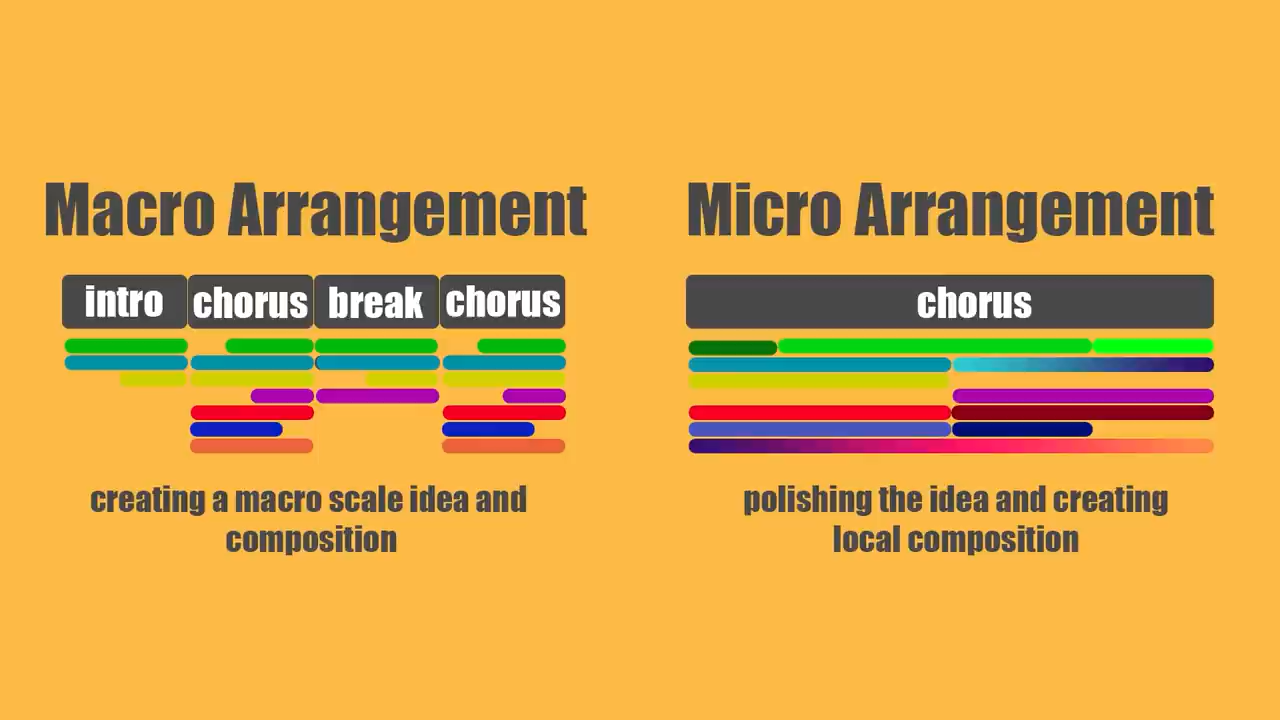 Macro Arrangement
intro chorus break chorus
creating a macro scale idea and
composition
Micro Arrangement
chorus
polishing the idea and creating
local composition